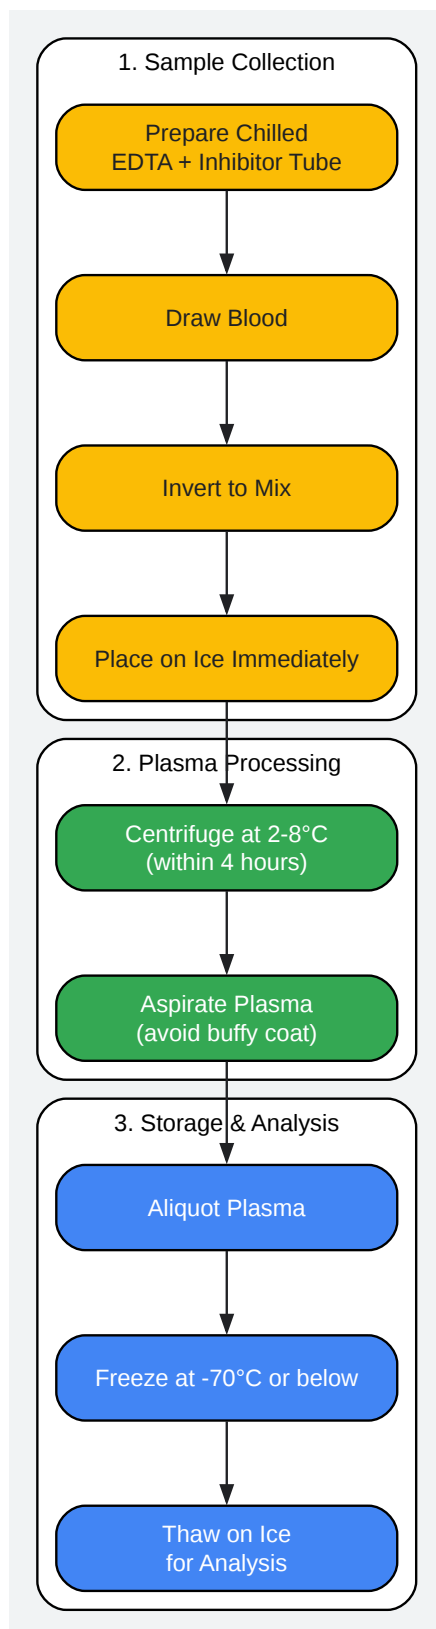 1. Sample Collection
Prepare Chilled
EDTA + Inhibitor Tube
Draw Blood
Invert to Mix
Place on Ice Immediately
2. Plasma Processing
Centrifuge at 2-8°C
(within 4 hours)
Aspirate Plasma
(avoid buffy coat)
3. Storage & Analysis
Aliquot Plasma
Freeze at -70°C or below
Thaw on Ice
for Analysis